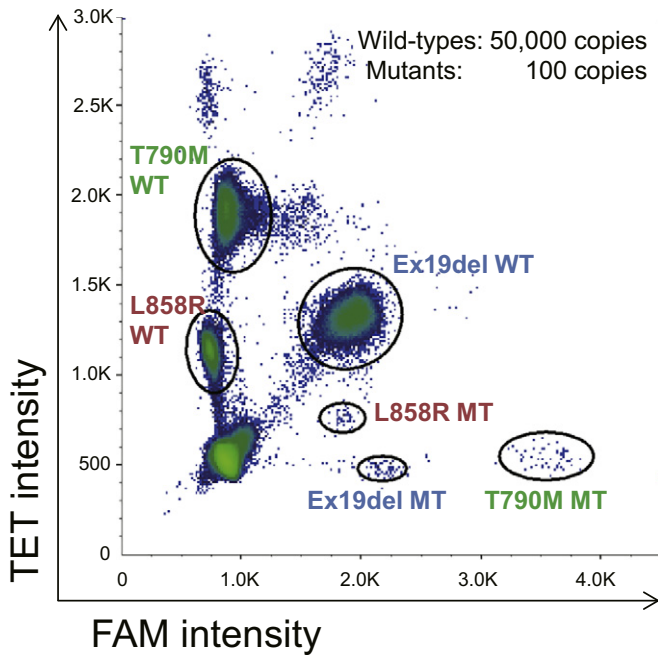 3.0K
Wild-types: 50,000 copies
Mutants: 100 copies
2.5K
T790M
WT
2.0K
Ex19del WT
1.5K
L858R
WT
1.0K
L858R MT
500
Ex19del MT
T790M MT
0
0
1.0K
2.0K
3.0K
4.0K
TET intensity
FAM intensity